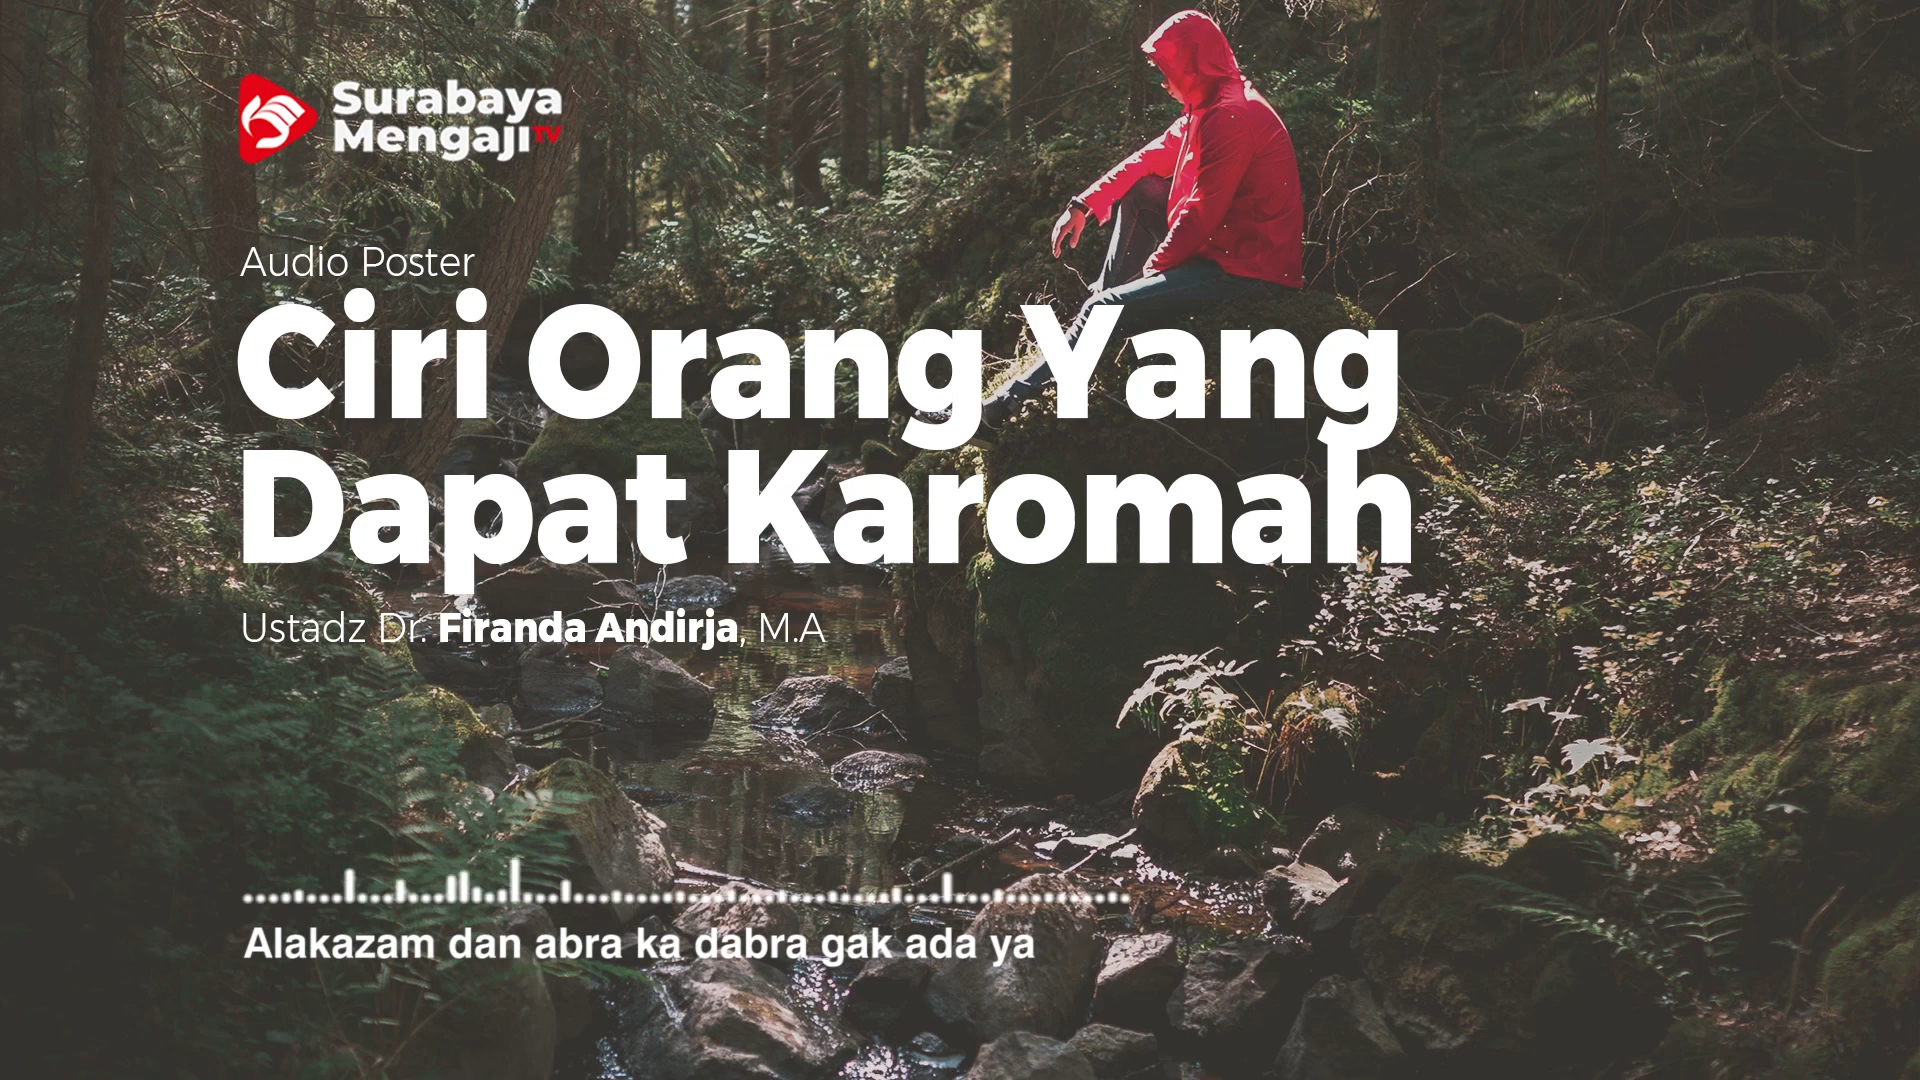 Surabaya
MengajiTV
Audio Poster
Ciri Orang Yang
Dapat Karomah
Ustadz Dr. Firanda Andirja, M.A
Alakazam dan abra ka dabra gak ada ya